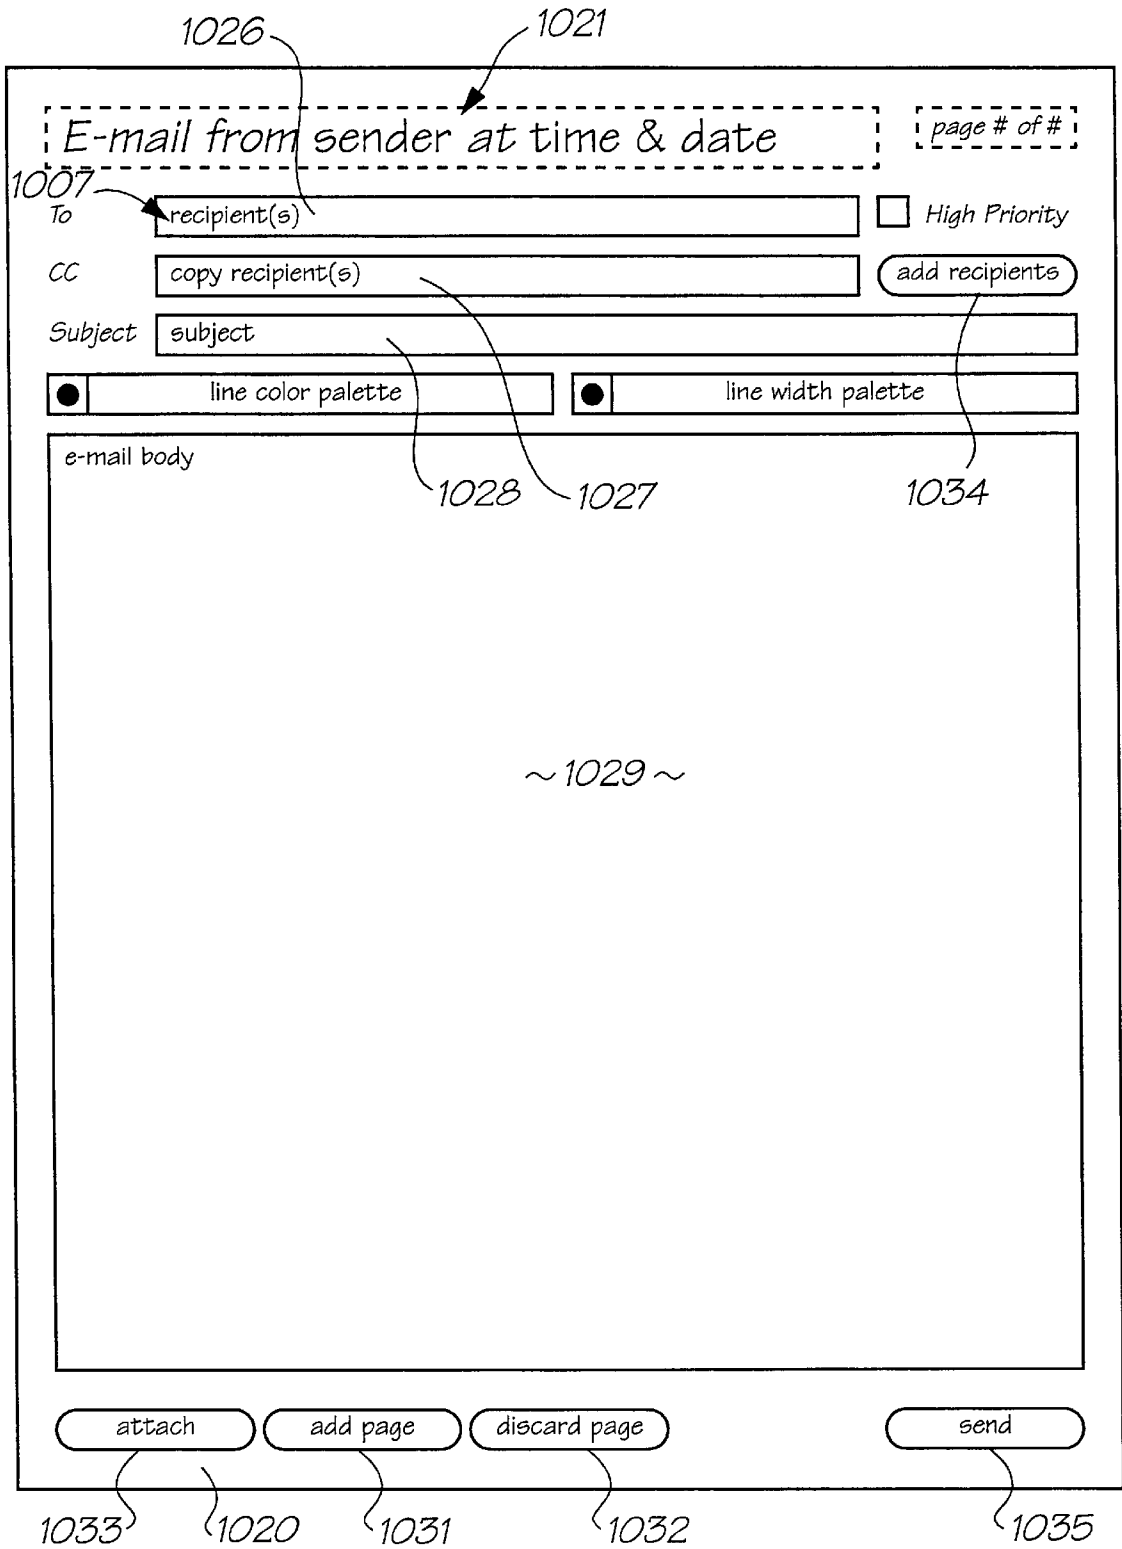 1026 1021
E-mail from sender at time & date page # of #
1007
To recipient(s) High Priority
CC copy recipient(s) add recipients
Subject subject
line color palette line width palette
e-mail body
1028 1027 1034
~1029~
attach add page discard page send
1033 1020 1031 1032 1035